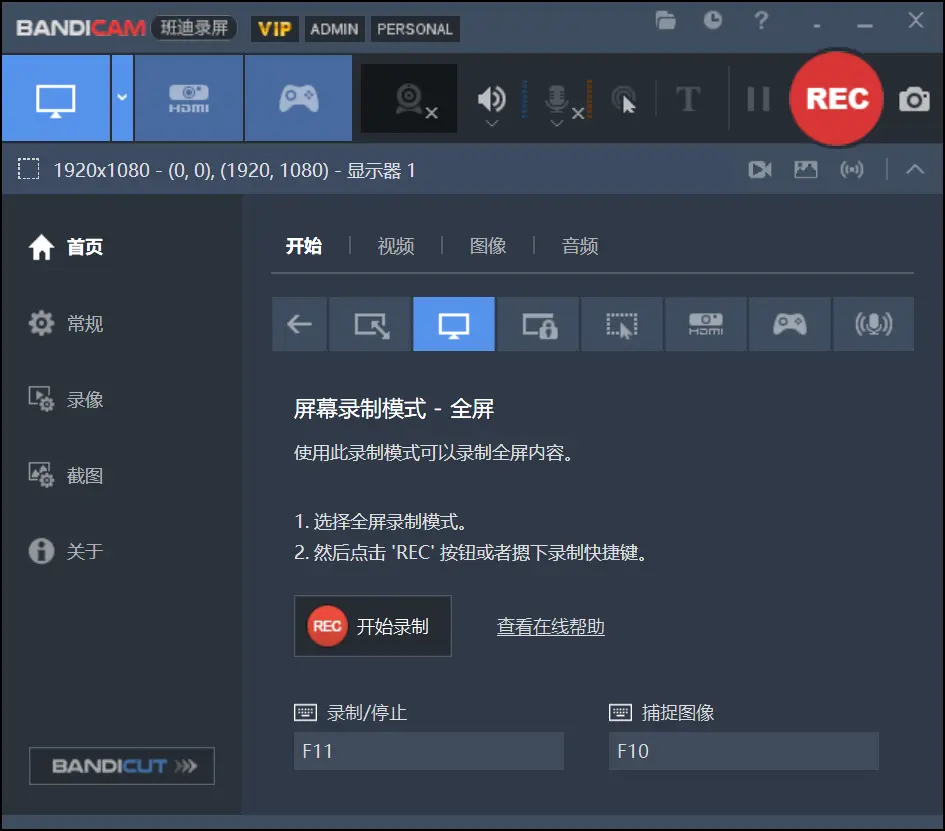 BANDICAM 班迪录屏 VIP ADMIN PERSONAL
HDMI T REC
1920x1080 - (0, 0), (1920, 1080) - 显示器 1
首页
常规
录像
截图
关于
BANDICUT
开始 视频 图像 音频
HDMI
屏幕录制模式 - 全屏
使用此录制模式可以录制全屏内容。
1. 选择全屏录制模式。
2. 然后点击 'REC' 按钮或者摁下录制快捷键。
REC 开始录制 查看在线帮助
录制/停止 捕捉图像
F11 F10